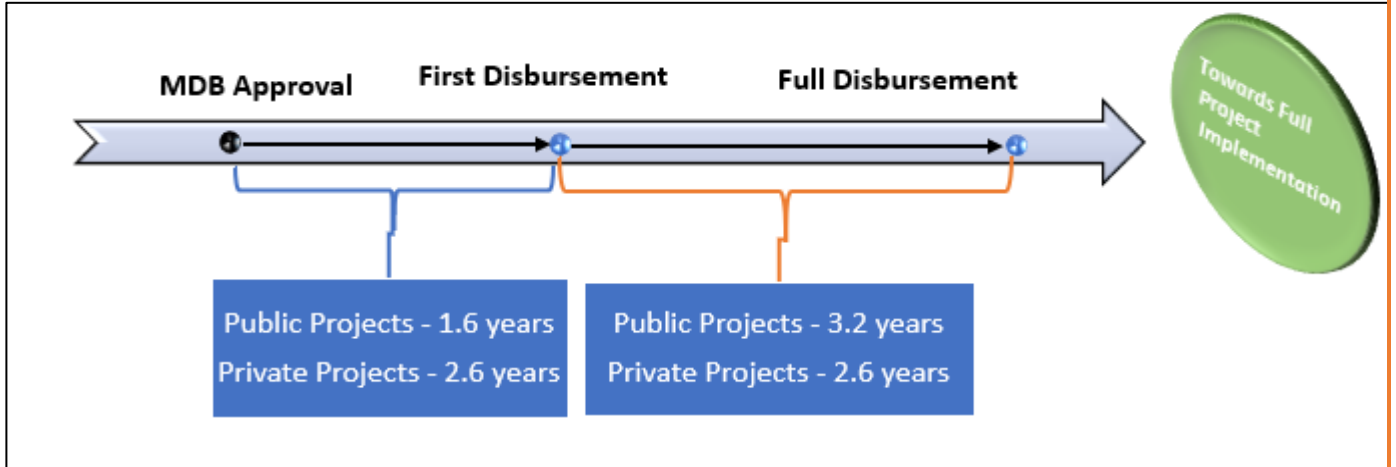 MDB Approval
First Disbursement
Full Disbursement
Towards Full
Project
Implementation
Public Projects - 1.6 years
Private Projects - 2.6 years
Public Projects - 3.2 years
Private Projects - 2.6 years